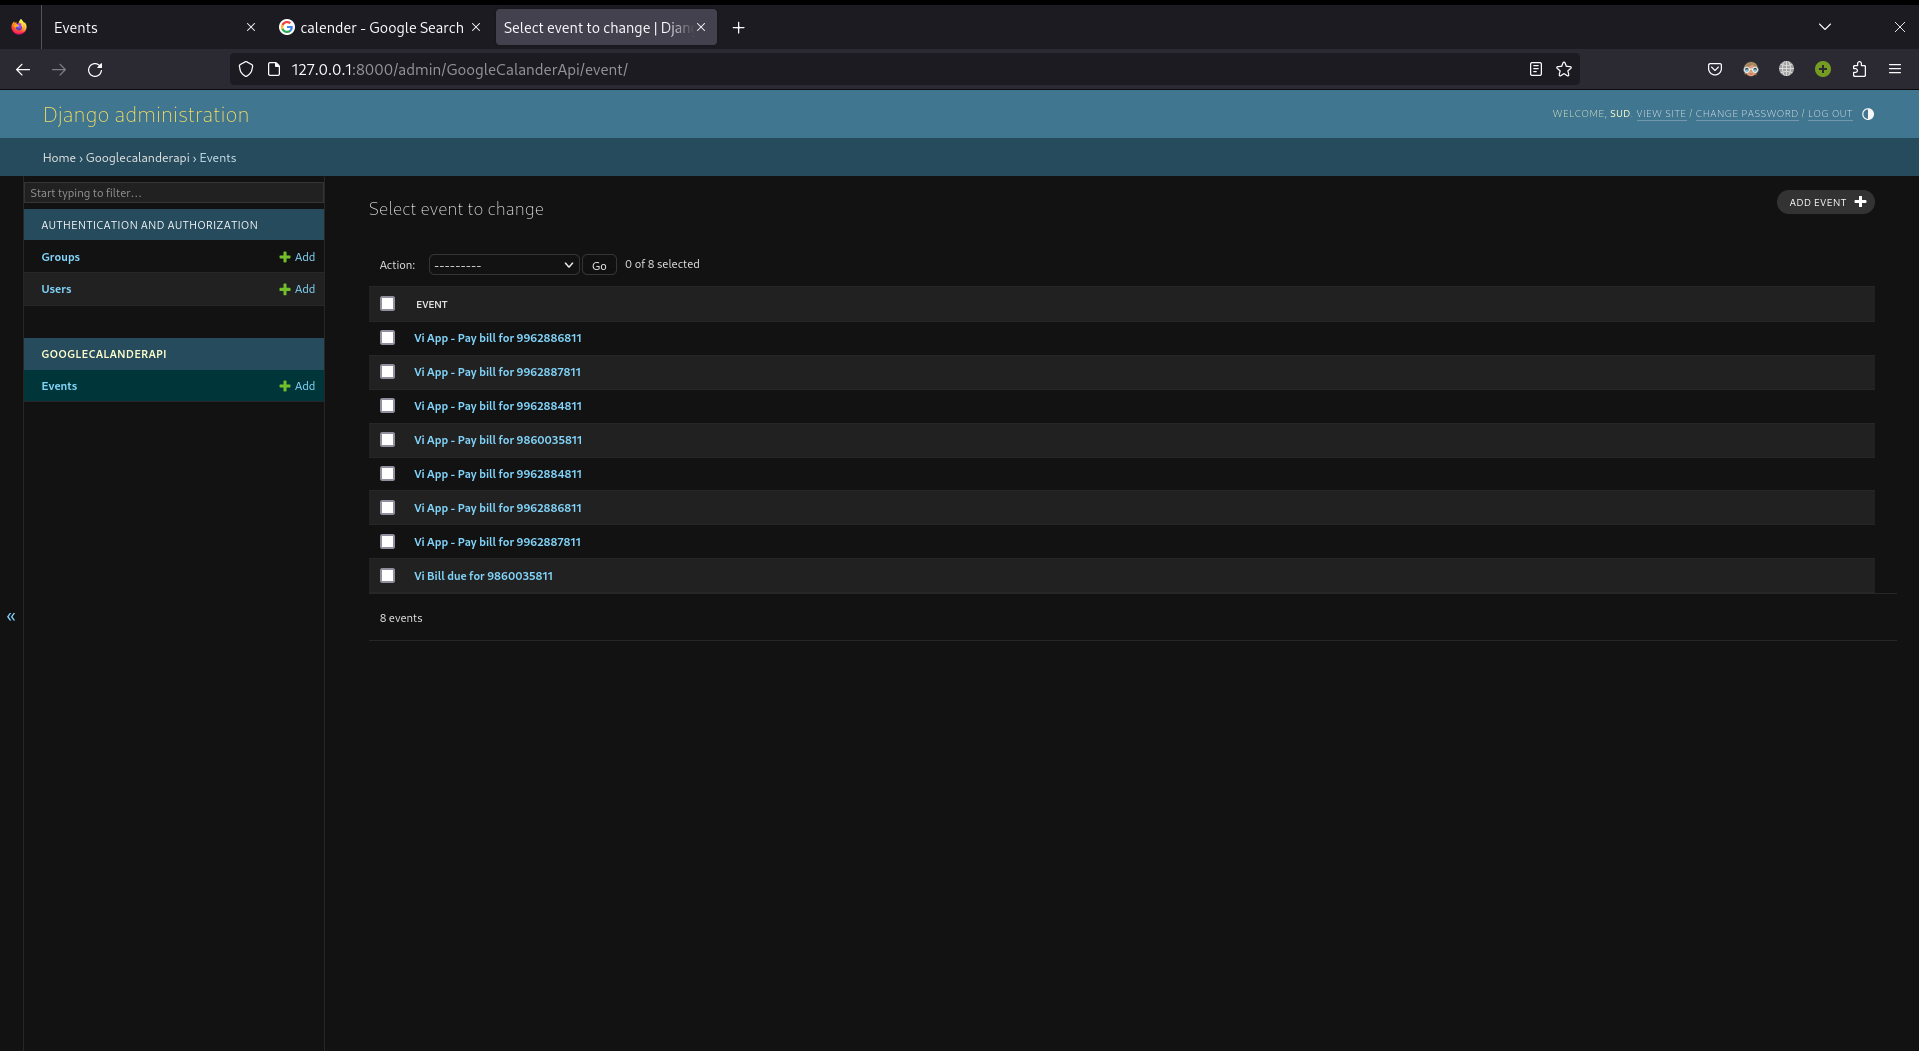 Events
calender - Google Search
Select event to change | Djan
127.0.0.1:8000/admin/GoogleCalanderApi/event/
Django administration
WELCOME, SUD. VIEW SITE / CHANGE PASSWORD / LOG OUT
Home › Googlecalanderapi › Events
Start typing to filter...
AUTHENTICATION AND AUTHORIZATION
Groups
Add
Users
Add
GOOGLECALANDERAPI
Events
Add
«
Select event to change
ADD EVENT
Action: --------- Go 0 of 8 selected
EVENT
Vi App - Pay bill for 9962886811
Vi App - Pay bill for 9962887811
Vi App - Pay bill for 9962884811
Vi App - Pay bill for 9860035811
Vi App - Pay bill for 9962884811
Vi App - Pay bill for 9962886811
Vi App - Pay bill for 9962887811
Vi Bill due for 9860035811
8 events